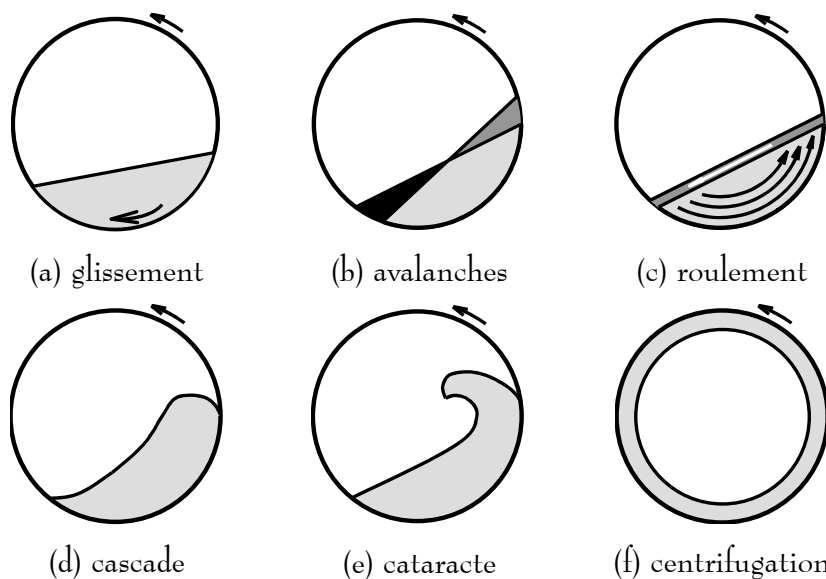 (a) glissement (b) avalanches (c) roulement
(d) cascade (e) cataracte (f) centrifugation